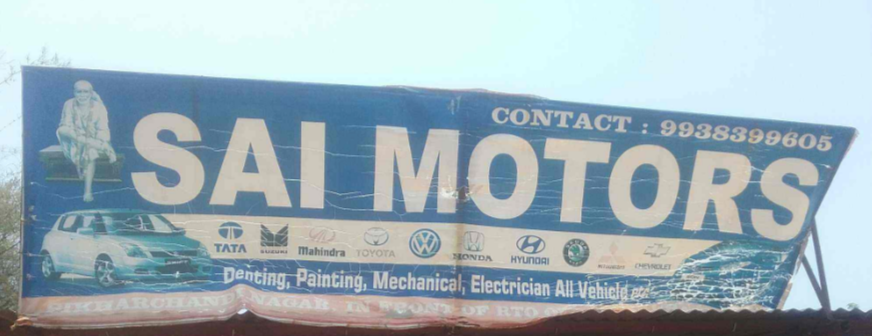 CONTACT : 9938399605
SAI MOTORS
TATA SUZUKI Mahindra TOYOTA HONDA HYUNDAI MITSUBISHI CHEVROLET
Denting, Painting, Mechanical, Electrician All Vehicle
NAGAR IN FRONT OF RTO